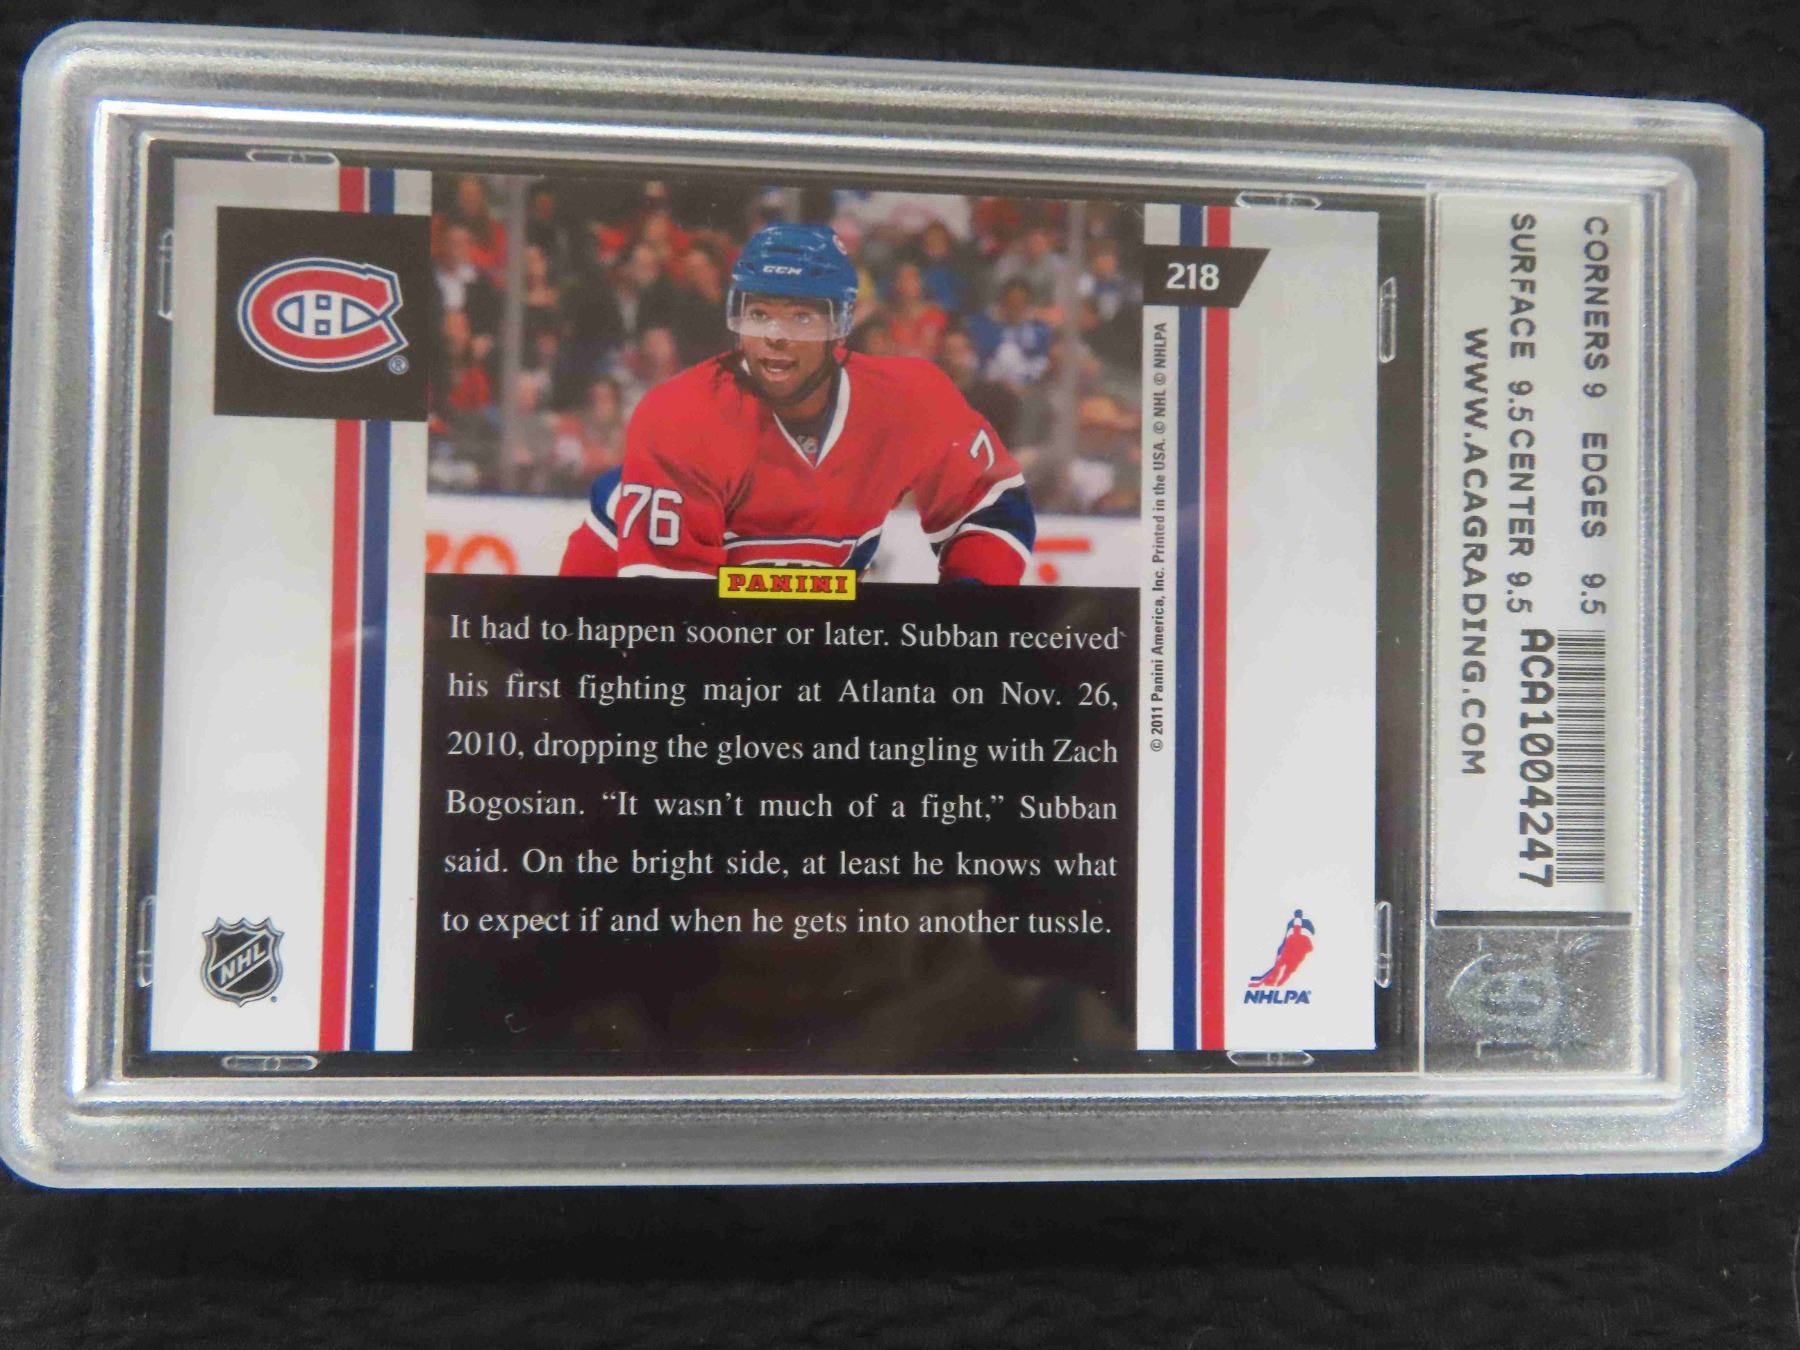 CCM
218
76
7
PANINI
It had to happen sooner or later. Subban received
his first fighting major at Atlanta on Nov. 26,
2010, dropping the gloves and tangling with Zach
Bogosian. “It wasn’t much of a fight,” Subban
said. On the bright side, at least he knows what
to expect if and when he gets into another tussle.
© 2011 Panini America, Inc. Printed in the USA. © NHL © NHLPA
NHL
NHLPA
CORNERS 9 EDGES 9.5
SURFACE 9.5 CENTER 9.5
WWW.ACAGRADING.COM
ACA10042​47